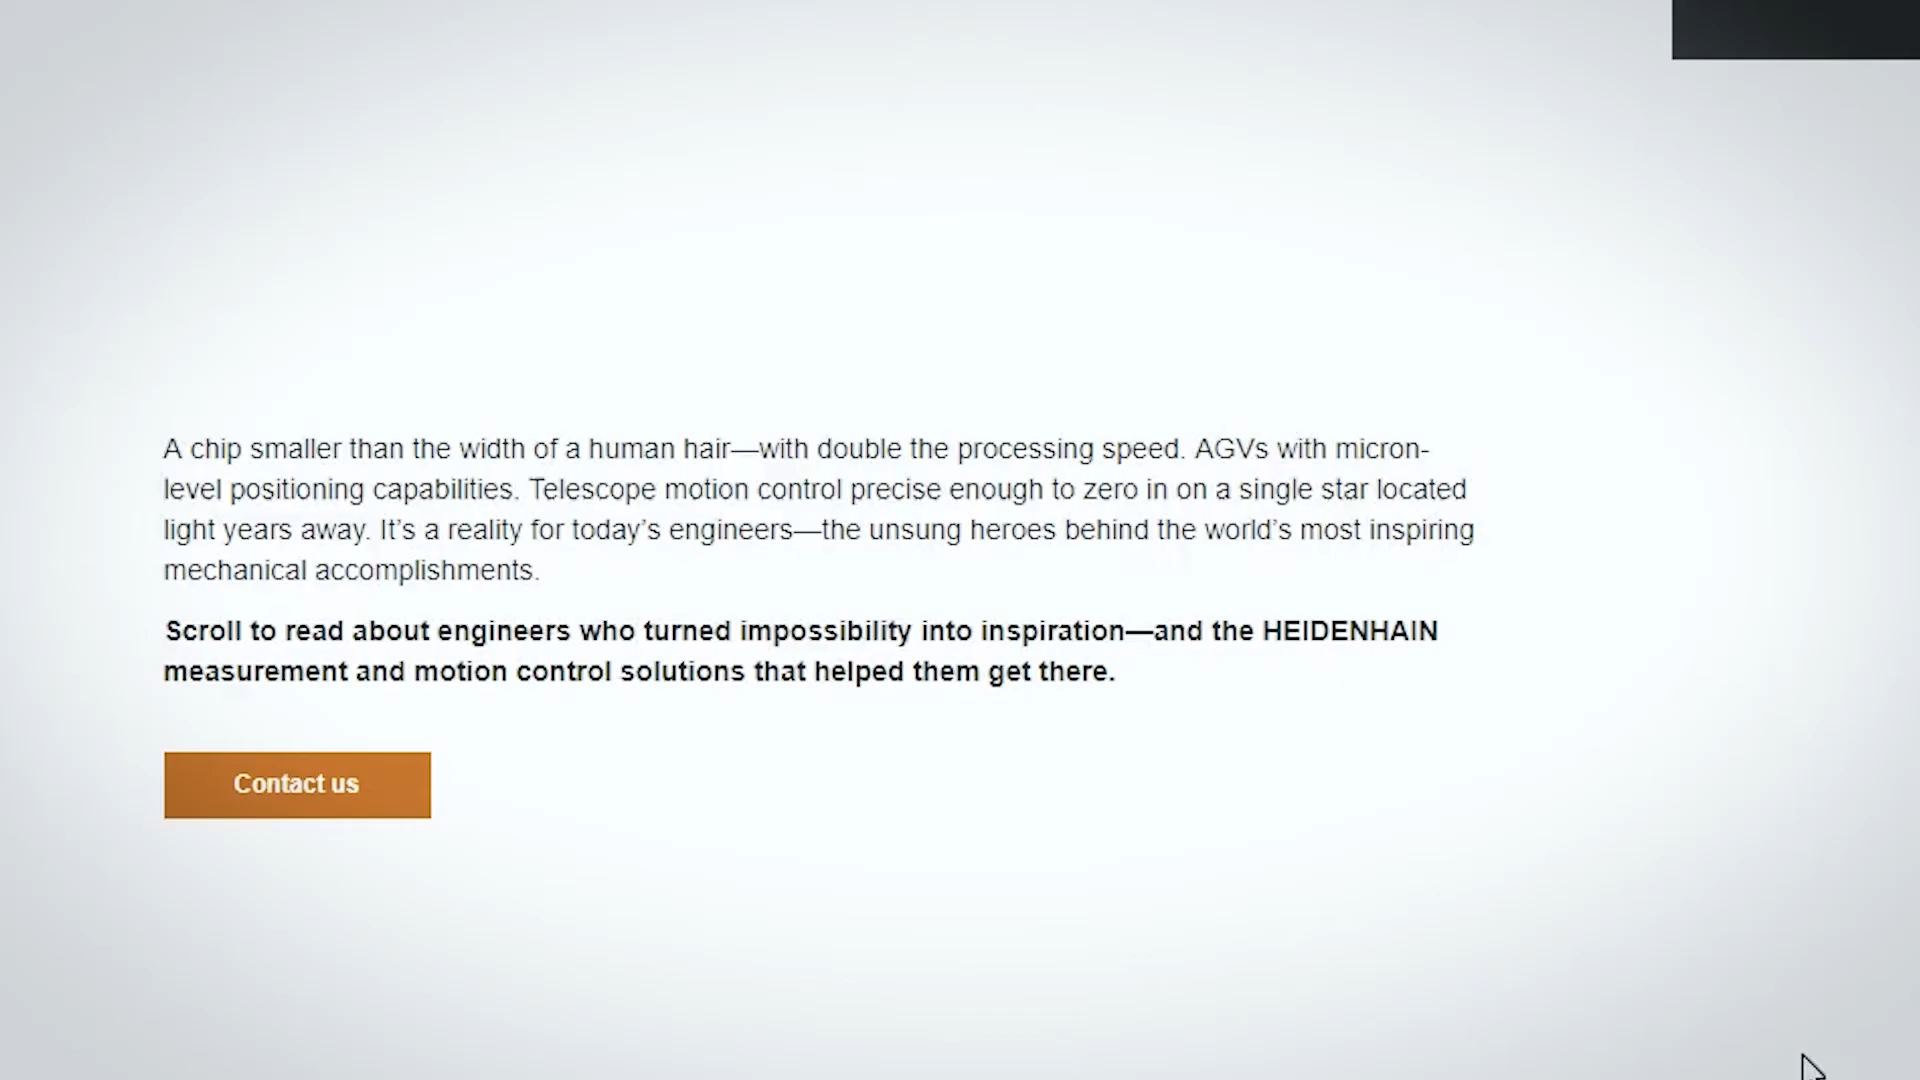 A chip smaller than the width of a human hair—with double the processing speed. AGVs with micron-
level positioning capabilities. Telescope motion control precise enough to zero in on a single star located
light years away. It’s a reality for today’s engineers—the unsung heroes behind the world’s most inspiring
mechanical accomplishments.
Scroll to read about engineers who turned impossibility into inspiration—and the HEIDENHAIN
measurement and motion control solutions that helped them get there.
Contact us